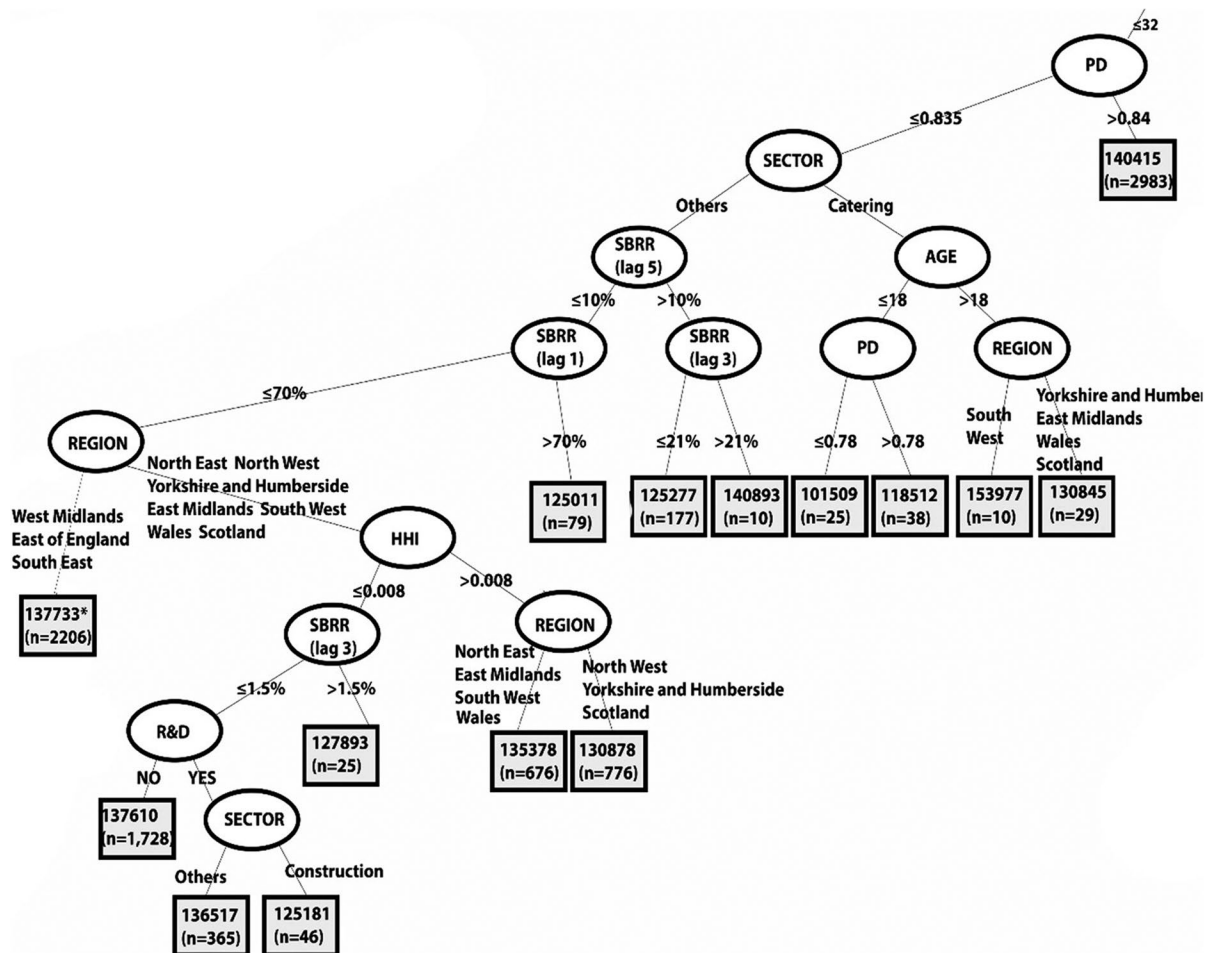 ≤32
PD
≤0.835
>0.84
140415
(n=2983)
SECTOR
Others
Catering
SBRR
(lag 5)
AGE
≤10%
>10%
≤18
>18
SBRR
(lag 1)
SBRR
(lag 3)
PD
REGION
≤70%
>70%
≤21%
>21%
≤0.78
>0.78
South
West
Yorkshire and Humber
East Midlands
Wales
Scotland
REGION
125011
(n=79)
125277
(n=177)
140893
(n=10)
101509
(n=25)
118512
(n=38)
153977
(n=10)
130845
(n=29)
West Midlands
East of England
South East
North East North West
Yorkshire and Humberside
East Midlands South West
Wales Scotland
HHI
137733*
(n=2206)
≤0.008
>0.008
SBRR
(lag 3)
REGION
≤1.5%
>1.5%
North East
East Midlands
South West
Wales
North West
Yorkshire and Humberside
Scotland
R&D
127893
(n=25)
135378
(n=676)
130878
(n=776)
NO
YES
137610
(n=1,728)
SECTOR
Others
Construction
136517
(n=365)
125181
(n=46)